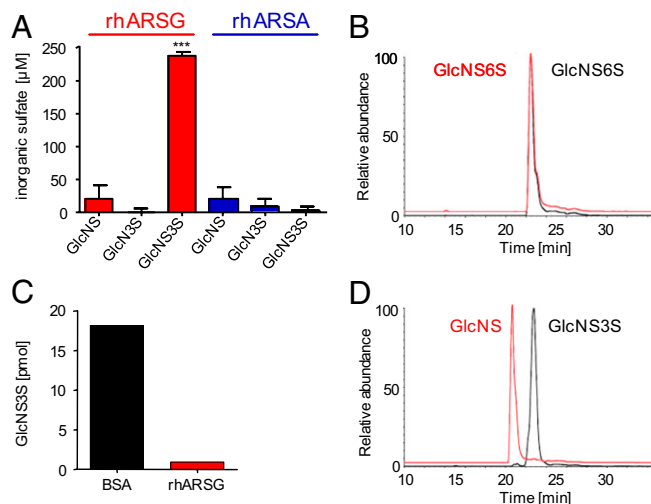 A
rhARSG rhARSA
***
inorganic sulfate [µM]
250
200
150
100
50
0
GlcNS GlcN3S GlcNS3S GlcNS GlcN3S GlcNS3S
B
GlcNS6S GlcNS6S
Relative abundance
100
50
0
10 15 20 25 30
Time [min]
C
GlcNS3S [pmol]
20
15
10
5
0
BSA rhARSG
D
GlcNS GlcNS3S
Relative abundance
100
50
0
10 15 20 25 30
Time [min]